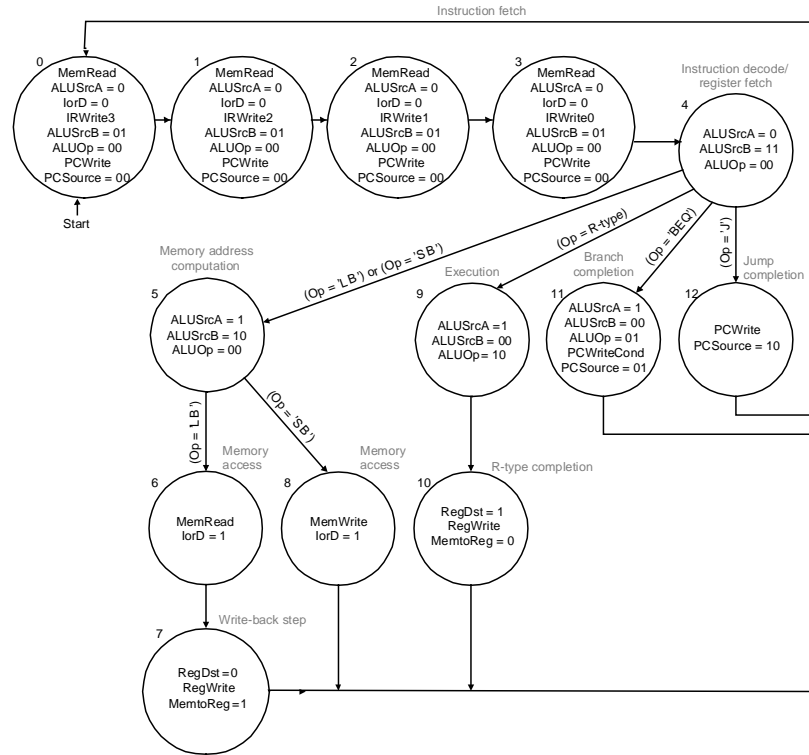 Instruction fetch
0
MemRead
ALUSrcA = 0
IorD = 0
IRWrite3
ALUSrcB = 01
ALUOp = 00
PCWrite
PCSource = 00
Start
1
MemRead
ALUSrcA = 0
IorD = 0
IRWrite2
ALUSrcB = 01
ALUOp = 00
PCWrite
PCSource = 00
2
MemRead
ALUSrcA = 0
IorD = 0
IRWrite1
ALUSrcB = 01
ALUOp = 00
PCWrite
PCSource = 00
3
MemRead
ALUSrcA = 0
IorD = 0
IRWrite0
ALUSrcB = 01
ALUOp = 00
PCWrite
PCSource = 00
Instruction decode/
register fetch
4
ALUSrcA = 0
ALUSrcB = 11
ALUOp = 00
(Op = 'LB') or (Op = 'SB')
(Op = R-type)
(Op = 'BEQ')
(Op = 'J')
Memory address
computation
5
ALUSrcA = 1
ALUSrcB = 10
ALUOp = 00
Execution
9
ALUSrcA =1
ALUSrcB = 00
ALUOp= 10
Branch
completion
11
ALUSrcA = 1
ALUSrcB = 00
ALUOp = 01
PCWriteCond
PCSource = 01
Jump
completion
12
PCWrite
PCSource = 10
(Op = 'LB')
(Op = 'SB')
Memory
access
6
MemRead
IorD = 1
Memory
access
8
MemWrite
IorD = 1
R-type completion
10
RegDst = 1
RegWrite
MemtoReg = 0
Write-back step
7
RegDst=0
RegWrite
MemtoReg=1